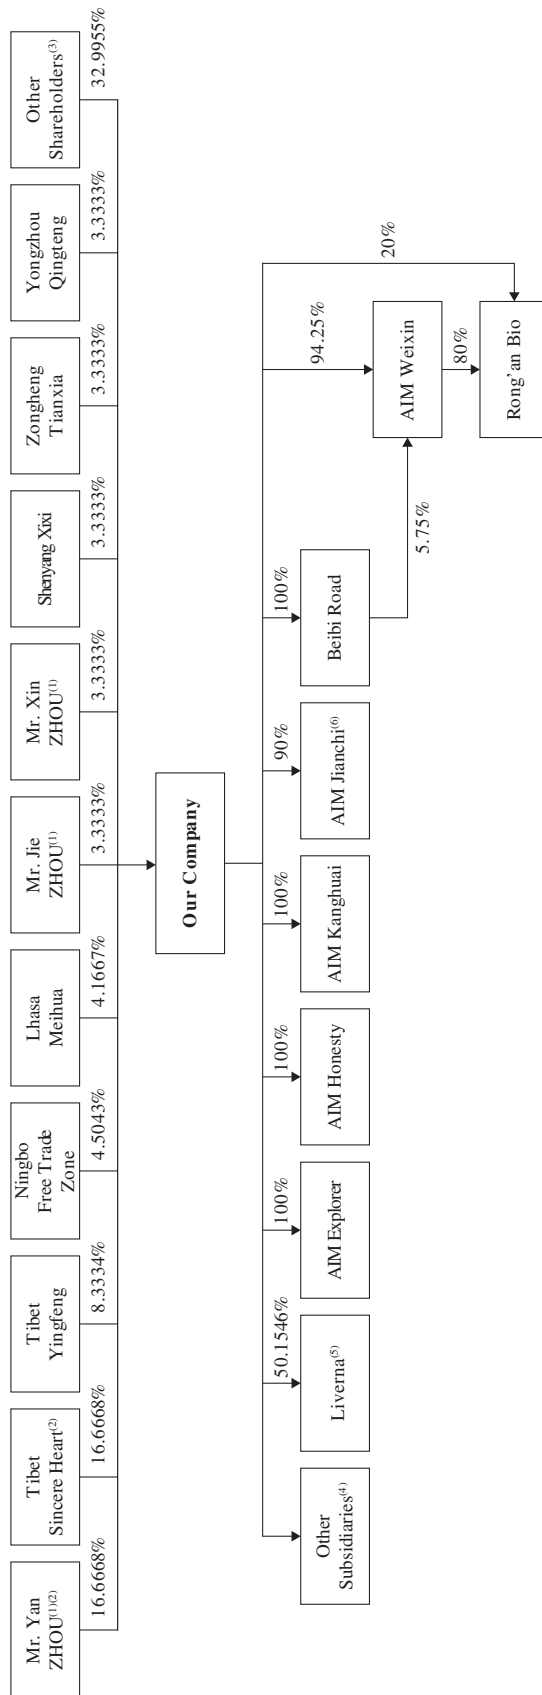 Mr. Yan
ZHOU(1)(2)
16.6668%
Tibet
Sincere Heart(2)
16.6668%
Tibet
Yingfeng
8.3334%
Ningbo
Free Trade
Zone
4.5043%
Lhasa
Meihua
4.1667%
Mr. Jie
ZHOU(1)
3.3333%
Mr. Xin
ZHOU(1)
3.3333%
Shenyang Xixi
3.3333%
Zongheng
Tianxia
3.3333%
Yongzhou
Qingteng
3.3333%
Other
Shareholders(3)
32.9955%
Our Company
Other
Subsidiaries(4)
50.1546%
Liverna(5)
100%
AIM Explorer
100%
AIM Honesty
100%
AIM Kanghuai
90%
AIM Jianchi(6)
100%
Beibi Road
94.25%
5.75%
AIM Weixin
20%
80%
Rong'an Bio